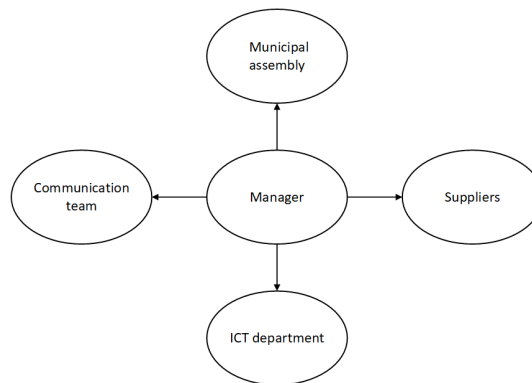 Municipal
assembly
Communication
team
Manager
Suppliers
ICT department